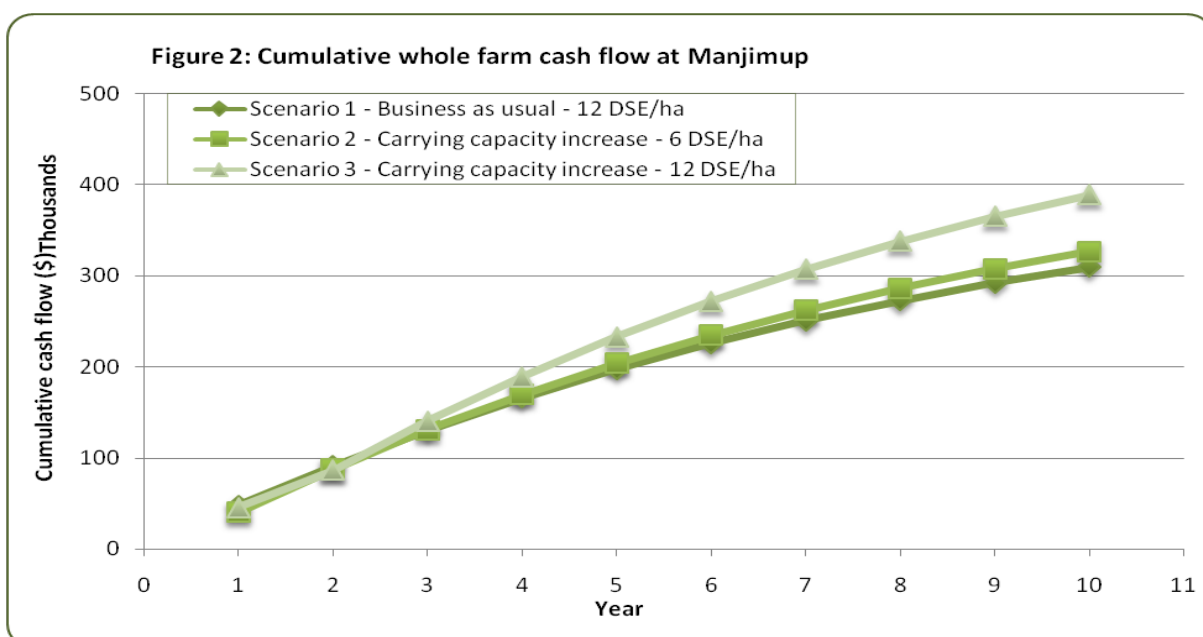 Figure 2: Cumulative whole farm cash flow at Manjimup
500
400
300
200
100
0
Cumulative cash flow ($)Thousands
Scenario 1 - Business as usual - 12 DSE/ha
Scenario 2 - Carrying capacity increase - 6 DSE/ha
Scenario 3 - Carrying capacity increase - 12 DSE/ha
0 1 2 3 4 5 6 7 8 9 10 11
Year